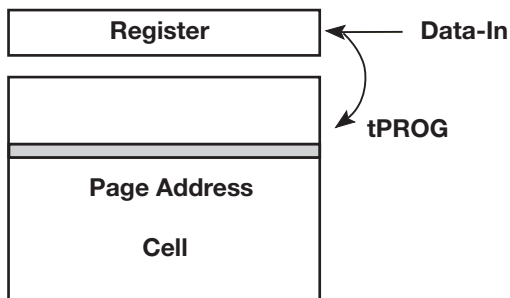 Register
Data-In
tPROG
Page Address
Cell